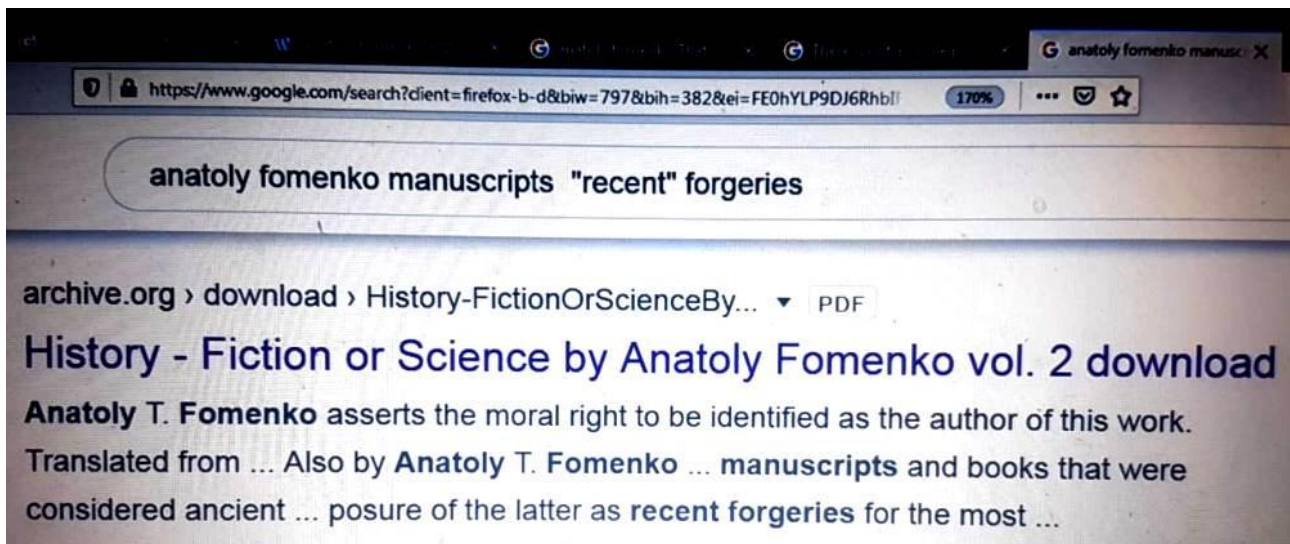 anatoly fomenko manusc
https://www.google.com/search?client=firefox-b-d&biw=797&bih=382&ei=FE0hYLP9DJ6RhbI 170%
anatoly fomenko manuscripts "recent" forgeries
archive.org › download › History-FictionOrScienceBy... PDF
History - Fiction or Science by Anatoly Fomenko vol. 2 download
Anatoly T. Fomenko asserts the moral right to be identified as the author of this work.
Translated from ... Also by Anatoly T. Fomenko ... manuscripts and books that were
considered ancient ... posure of the latter as recent forgeries for the most ...